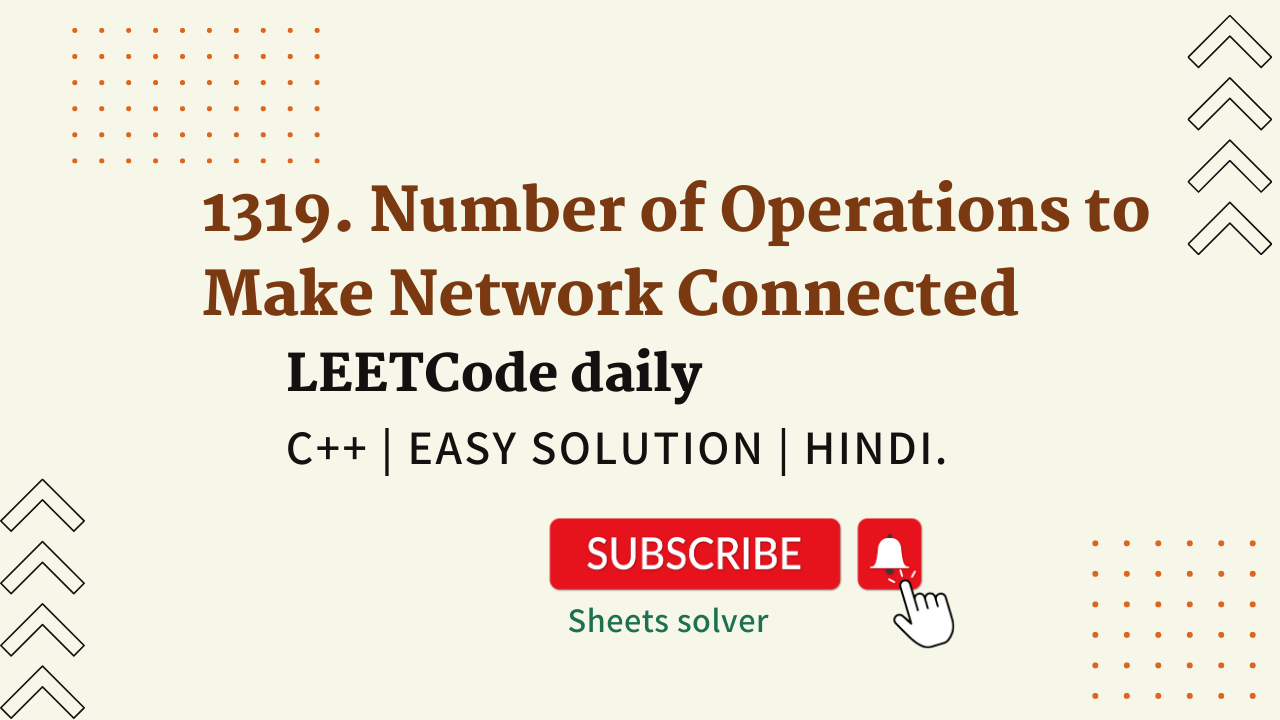 1319. Number of Operations to
Make Network Connected
LEETCode daily
C++ | EASY SOLUTION | HINDI.
SUBSCRIBE
Sheets solver